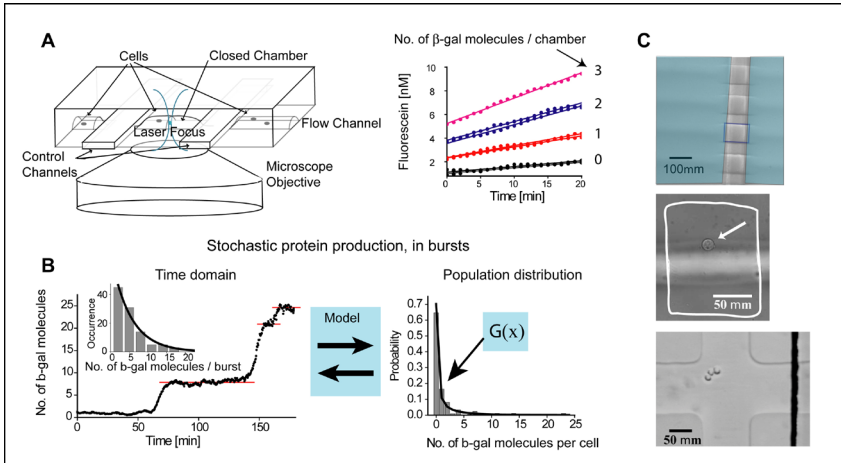 A
Cells
Closed Chamber
Laser Focus
Flow Channel
Control
Channels
Microscope
Objective
No. of β-gal molecules / chamber
Fluorescein [nM]
10
8
6
4
2
0
5
10
15
20
Time [min]
3
2
1
0
C
100mm
50 mm
50 mm
Stochastic protein production, in bursts
B
Time domain
No. of b-gal molecules
25
20
15
10
5
0
0
50
100
150
Time [min]
Occurrence
40
20
0
1
5
10
15
20
No. of b-gal molecules / burst
Model
Population distribution
Probability
0.7
0.6
0.5
0.4
0.3
0.2
0.1
0.0
0
5
10
15
20
25
No. of b-gal molecules per cell
G(x)